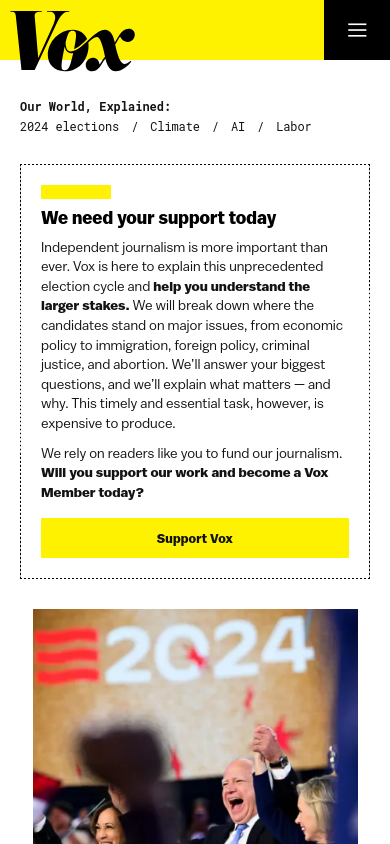 Vox
Our World, Explained:
2024 elections / Climate / AI / Labor
We need your support today
Independent journalism is more important than
ever. Vox is here to explain this unprecedented
election cycle and help you understand the
larger stakes. We will break down where the
candidates stand on major issues, from economic
policy to immigration, foreign policy, criminal
justice, and abortion. We’ll answer your biggest
questions, and we’ll explain what matters — and
why. This timely and essential task, however, is
expensive to produce.
We rely on readers like you to fund our journalism.
Will you support our work and become a Vox
Member today?
Support Vox
2024